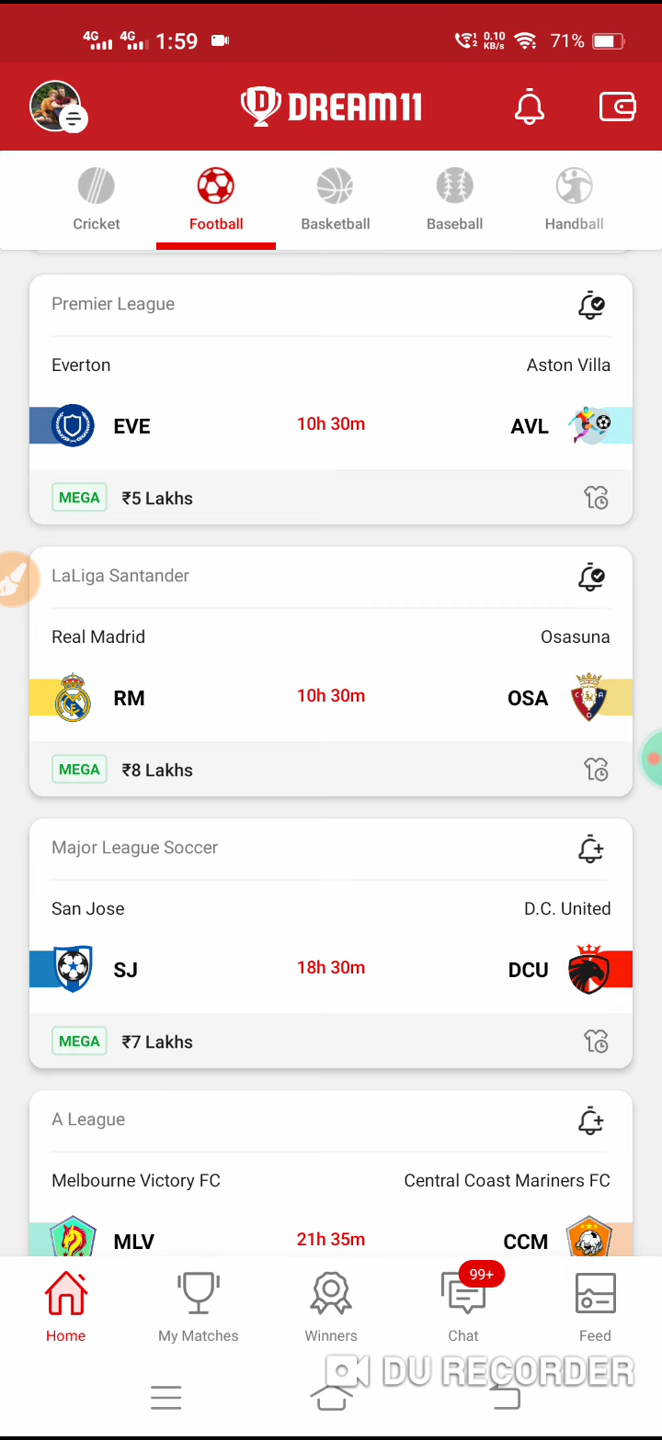 4G 4G 1:59 0.10 KB/s 71%
DREAM11
Cricket Football Basketball Baseball Handball
Premier League
Everton Aston Villa
EVE 10h 30m AVL
MEGA ₹5 Lakhs
LaLiga Santander
Real Madrid Osasuna
RM 10h 30m OSA
MEGA ₹8 Lakhs
Major League Soccer
San Jose D.C. United
SJ 18h 30m DCU
MEGA ₹7 Lakhs
A League
Melbourne Victory FC Central Coast Mariners FC
MLV 21h 35m CCM
99+
Home My Matches Winners Chat Feed
DU RECORDER